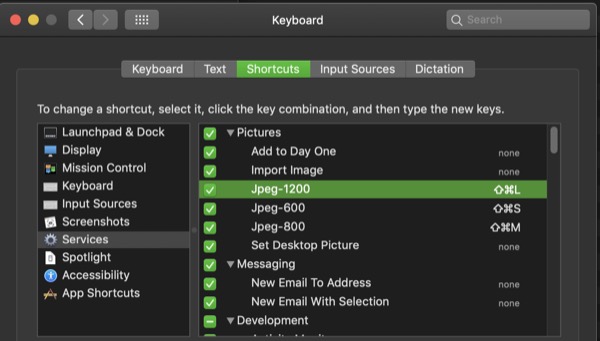 Keyboard
Search
Keyboard Text Shortcuts Input Sources Dictation
To change a shortcut, select it, click the key combination, and then type the new keys.
Launchpad & Dock
Display
Mission Control
Keyboard
Input Sources
Screenshots
Services
Spotlight
Accessibility
App Shortcuts
Pictures
Add to Day One none
Import Image none
Jpeg-1200 ⇧⌘L
Jpeg-600 ⇧⌘S
Jpeg-800 ⇧⌘M
Set Desktop Picture none
Messaging
New Email To Address none
New Email With Selection none
Development